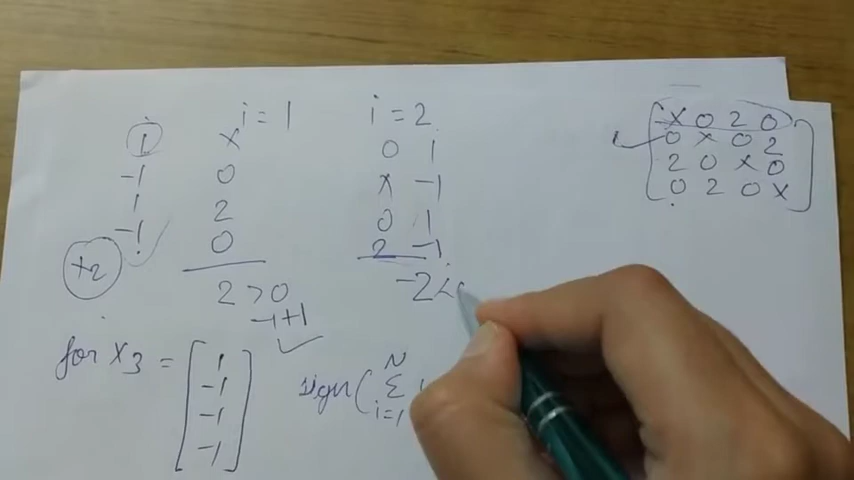 i = 1 i = 2
1 x 0 1
-1 0 x -1
1 2 0 1
-1 0 2 -1
+2
2 > 0 -2 <
→ +1
x 0 2 0
0 x 0 2
2 0 x 0
0 2 0 x
for X3 =
1
-1
-1
-1
sign( N
Σ
i=1